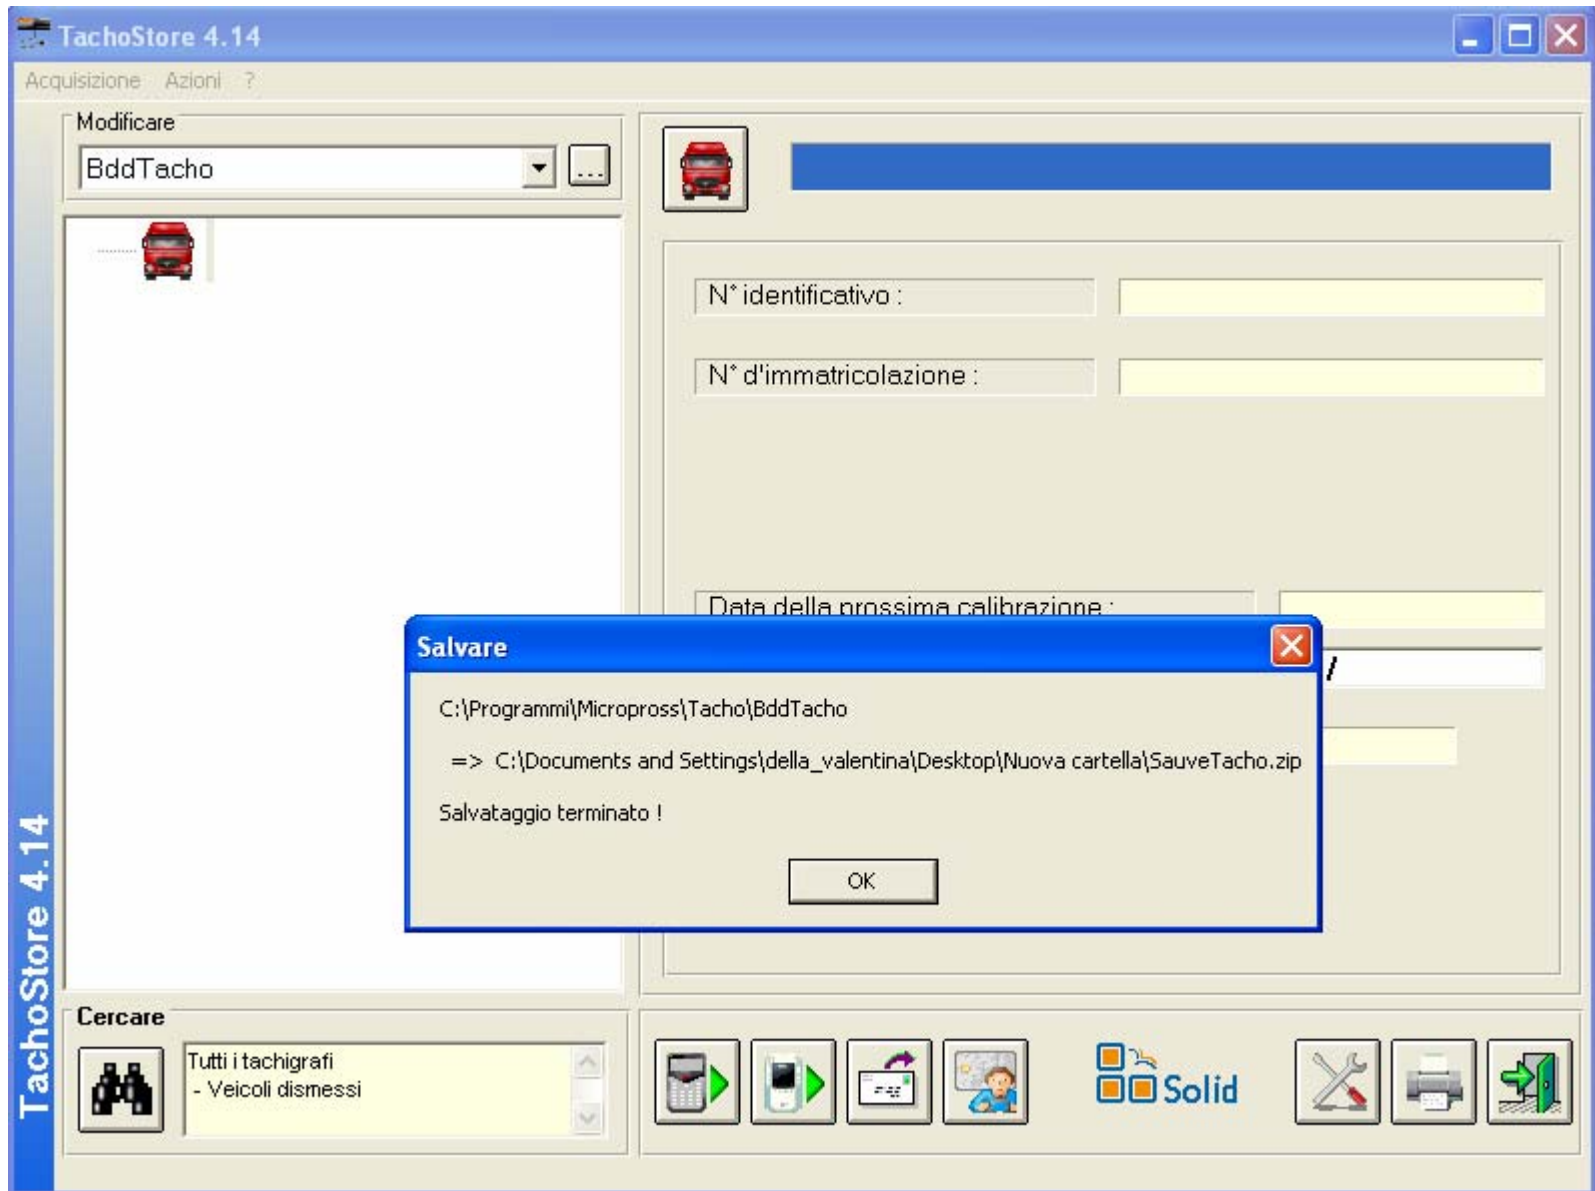 TachoStore 4.14
Acquisizione Azioni ?
Modificare
BddTacho
...
N° identificativo :
N° d'immatricolazione :
Data della prossima calibrazione :
/
Salvare
C:\Programmi\Micropross\Tacho\BddTacho
=> C:\Documents and Settings\della_valentina\Desktop\Nuova cartella\SauveTacho.zip
Salvataggio terminato !
OK
TachoStore 4.14
Cercare
Tutti i tachigrafi
- Veicoli dismessi
Solid